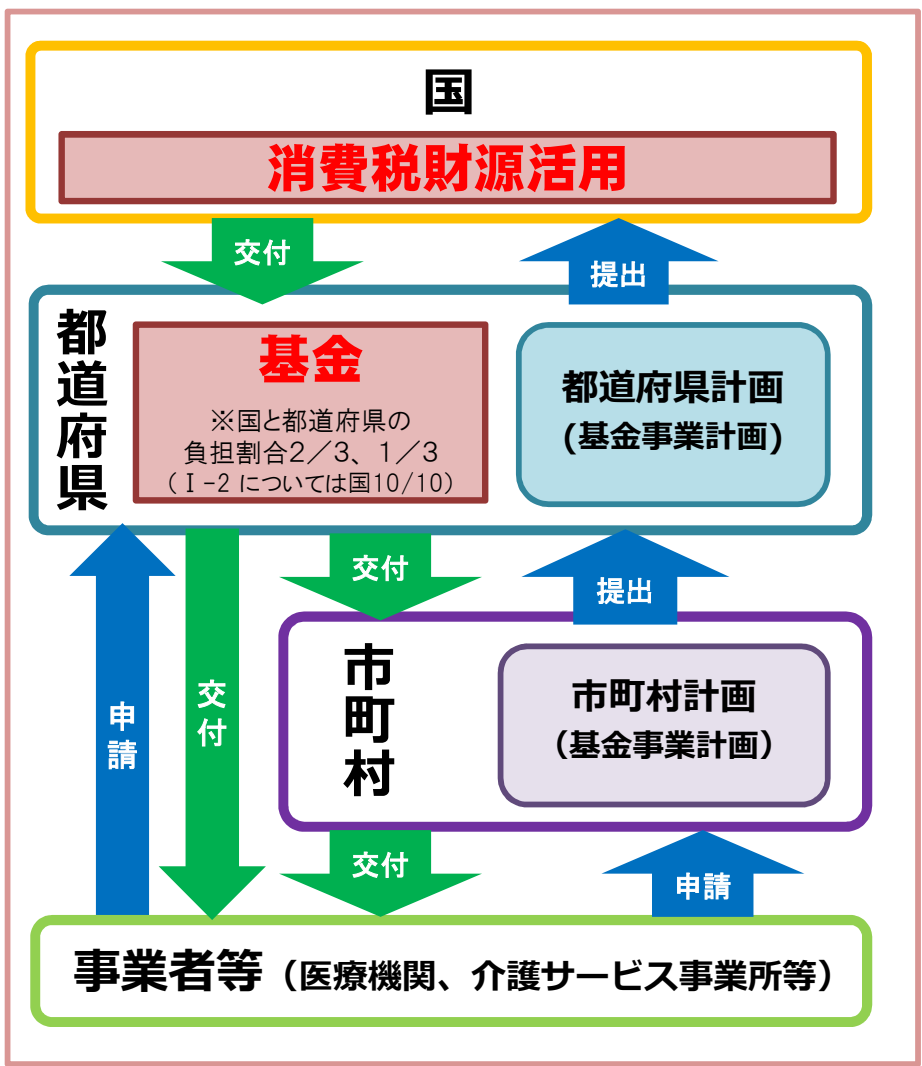 国
消費税財源活用
交付
提出
都道府県
基金
※国と都道府県の
負担割合2/3、1/3
(Ⅰ-2 については国10/10)
都道府県計画
(基金事業計画)
交付
提出
申請
交付
市町村
市町村計画
(基金事業計画)
交付
申請
事業者等(医療機関、介護サービス事業所等)